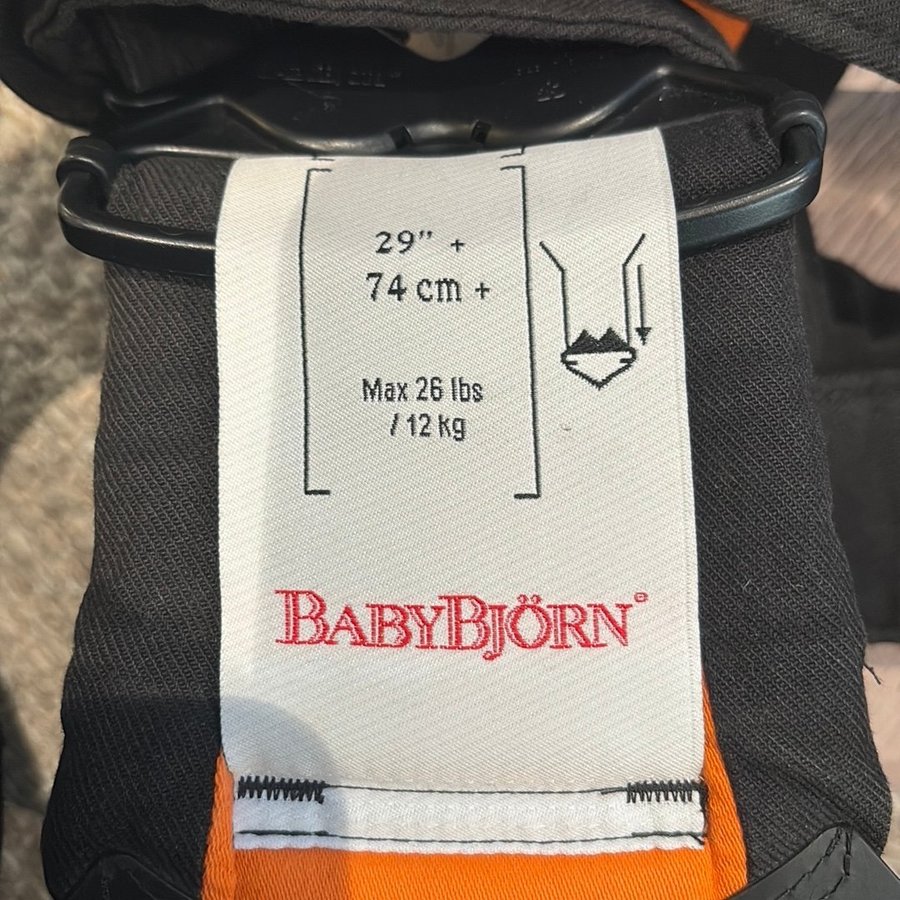 29" +
74 cm +
Max 26 lbs
/ 12 kg
BABYBJÖRN®